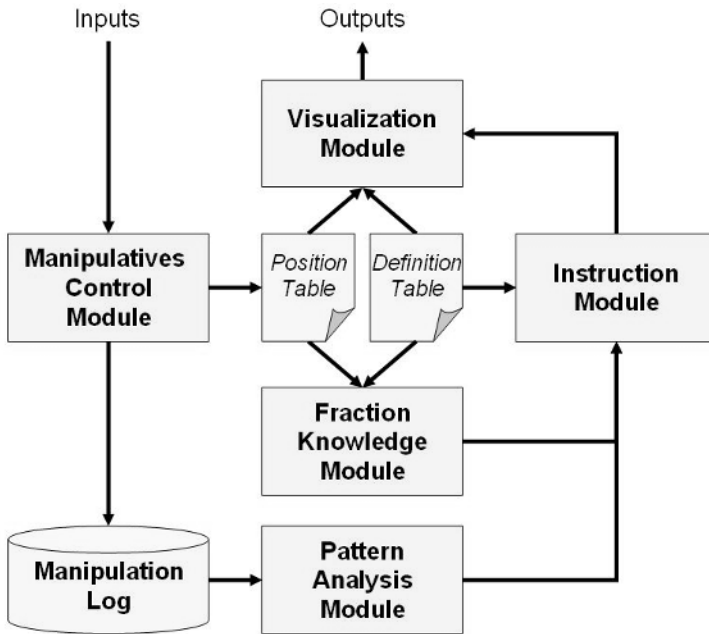 Inputs
Outputs
Visualization
Module
Manipulatives
Control
Module
Position
Table
Definition
Table
Instruction
Module
Fraction
Knowledge
Module
Manipulation
Log
Pattern
Analysis
Module